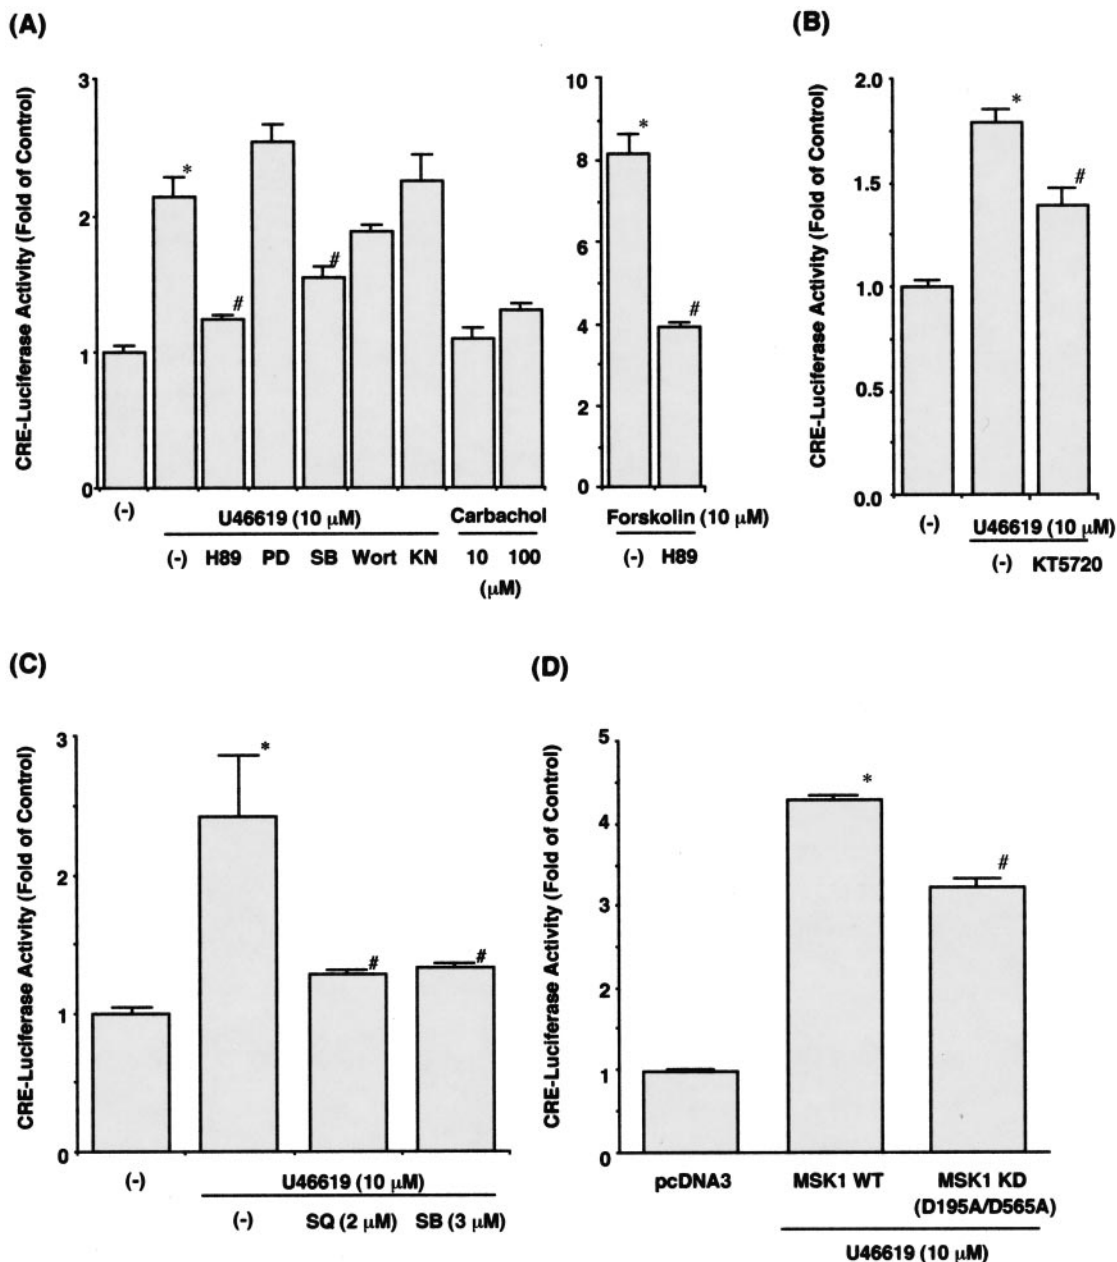 (A)
CRE-Luciferase Activity (Fold of Control)
3
2
1
0
*
#
#
(-)
U46619 (10 µM)
(-) H89 PD SB Wort KN
Carbachol
10 100
(µM)
10
8
6
4
2
0
*
#
Forskolin (10 µM)
(-) H89
(B)
CRE-Luciferase Activity (Fold of Control)
2.0
1.5
1.0
0.5
0.0
*
#
(-)
U46619 (10 µM)
(-) KT5720
(C)
CRE-Luciferase Activity (Fold of Control)
3
2
1
0
*
#
#
(-)
U46619 (10 µM)
(-) SQ (2 µM) SB (3 µM)
(D)
CRE-Luciferase Activity (Fold of Control)
5
4
3
2
1
0
*
#
pcDNA3 MSK1 WT MSK1 KD
(D195A/D565A)
U46619 (10 µM)